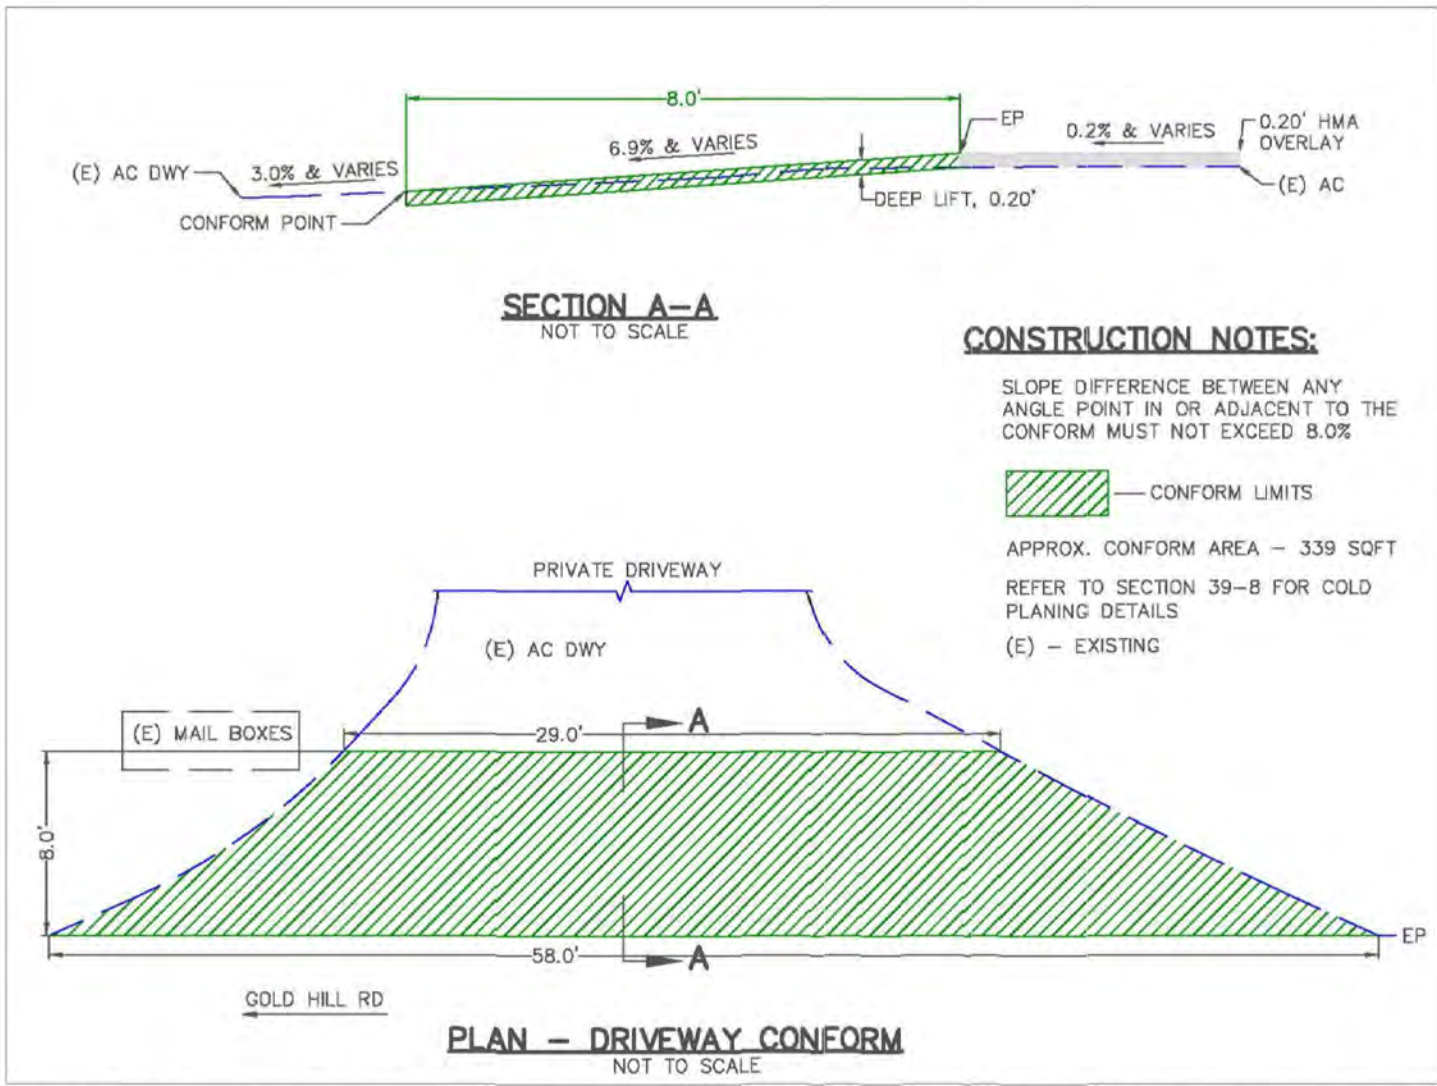 8.0'
EP
0.2% & VARIES
0.20' HMA
OVERLAY
6.9% & VARIES
(E) AC DWY
3.0% & VARIES
(E) AC
DEEP LIFT, 0.20'
CONFORM POINT
SECTION A-A
NOT TO SCALE
CONSTRUCTION NOTES:
SLOPE DIFFERENCE BETWEEN ANY
ANGLE POINT IN OR ADJACENT TO THE
CONFORM MUST NOT EXCEED 8.0%
CONFORM LIMITS
APPROX. CONFORM AREA - 339 SQFT
REFER TO SECTION 39-8 FOR COLD
PLANING DETAILS
(E) - EXISTING
PRIVATE DRIVEWAY
(E) AC DWY
(E) MAIL BOXES
A
29.0'
8.0'
EP
58.0'
A
GOLD HILL RD
PLAN - DRIVEWAY CONFORM
NOT TO SCALE